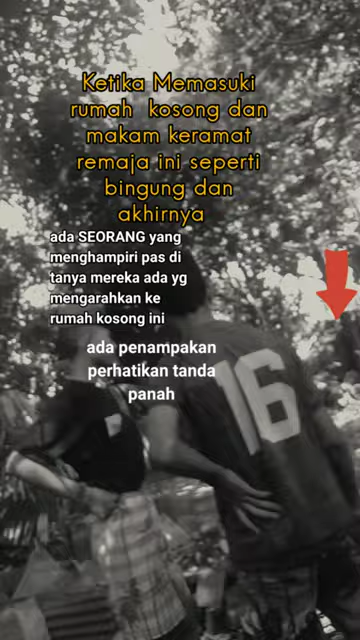 Ketika Memasuki
rumah kosong dan
makam keramat
remaja ini seperti
bingung dan
akhirnya
ada SEORANG yang
menghampiri pas di
tanya mereka ada yg
mengarahkan ke
rumah kosong ini
ada penampakan
perhatikan tanda
panah
16